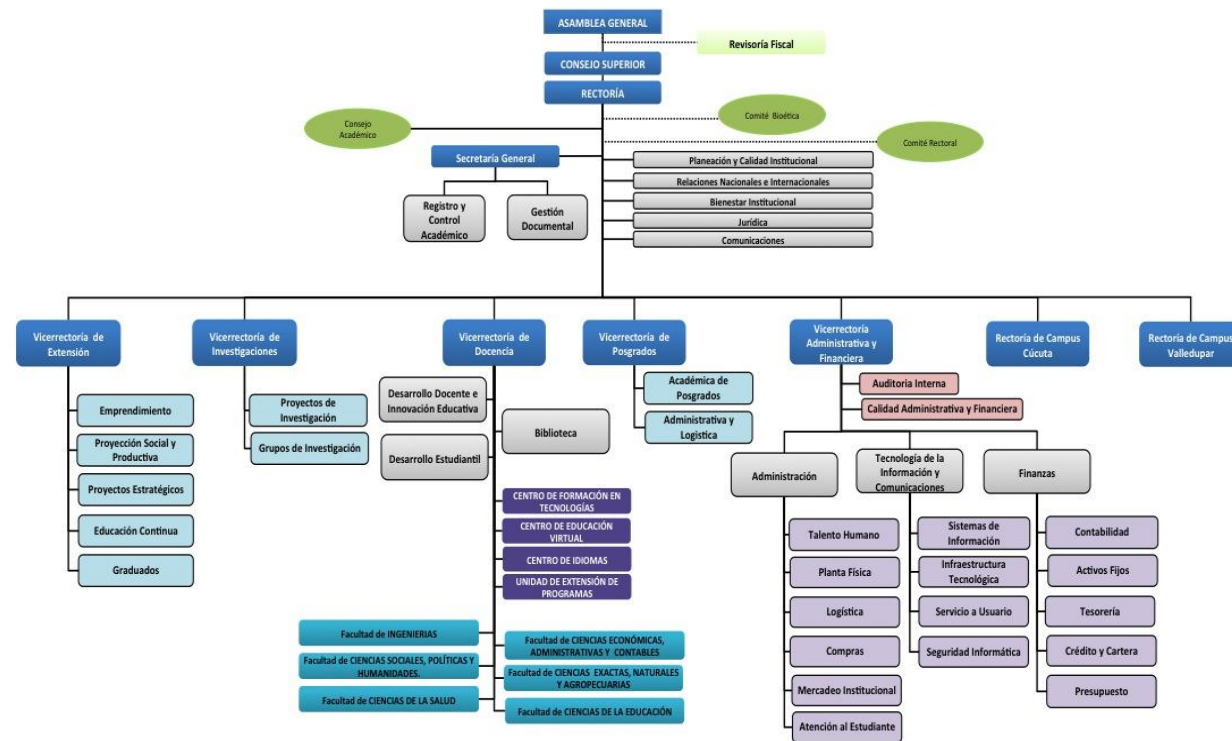 ASAMBLEA GENERAL
Revisoría Fiscal
CONSEJO SUPERIOR
RECTORÍA
Consejo
Académico
Comité Bioética
Comité Rectoral
Secretaría General
Planeación y Calidad Institucional
Relaciones Nacionales e Internacionales
Bienestar Institucional
Jurídica
Comunicaciones
Registro y
Control
Académico
Gestión
Documental
Vicerrectoría de
Extensión
Vicerrectoría de
Investigaciones
Vicerrectoría de
Docencia
Vicerrectoría de
Posgrados
Vicerrectoría
Administrativa y
Financiera
Rectoría de Campus
Cúcuta
Rectoría de Campus
Valledupar
Emprendimiento
Proyección Social y
Productiva
Proyectos Estratégicos
Educación Continua
Graduados
Proyectos de
Investigación
Grupos de Investigación
Desarrollo Docente e
Innovación Educativa
Biblioteca
Desarrollo Estudiantil
CENTRO DE FORMACIÓN EN
TECNOLOGÍAS
CENTRO DE EDUCACIÓN
VIRTUAL
CENTRO DE IDIOMAS
UNIDAD DE EXTENSIÓN DE
PROGRAMAS
Facultad de INGENIERIAS
Facultad de CIENCIAS ECONÓMICAS,
ADMINISTRATIVAS Y CONTABLES
Facultad de CIENCIAS SOCIALES, POLÍTICAS Y
HUMANIDADES.
Facultad de CIENCIAS EXACTAS, NATURALES
Y AGROPECUARIAS
Facultad de CIENCIAS DE LA SALUD
Facultad de CIENCIAS DE LA EDUCACIÓN
Académica de
Posgrados
Administrativa y
Logistica
Auditoria Interna
Calidad Administrativa y Financiera
Administración
Tecnología de la
Información y
Comunicaciones
Finanzas
Talento Humano
Planta Física
Logística
Compras
Mercadeo Institucional
Atención al Estudiante
Sistemas de
Información
Infraestructura
Tecnológica
Servicio a Usuario
Seguridad Informática
Contabilidad
Activos Fijos
Tesorería
Crédito y Cartera
Presupuesto